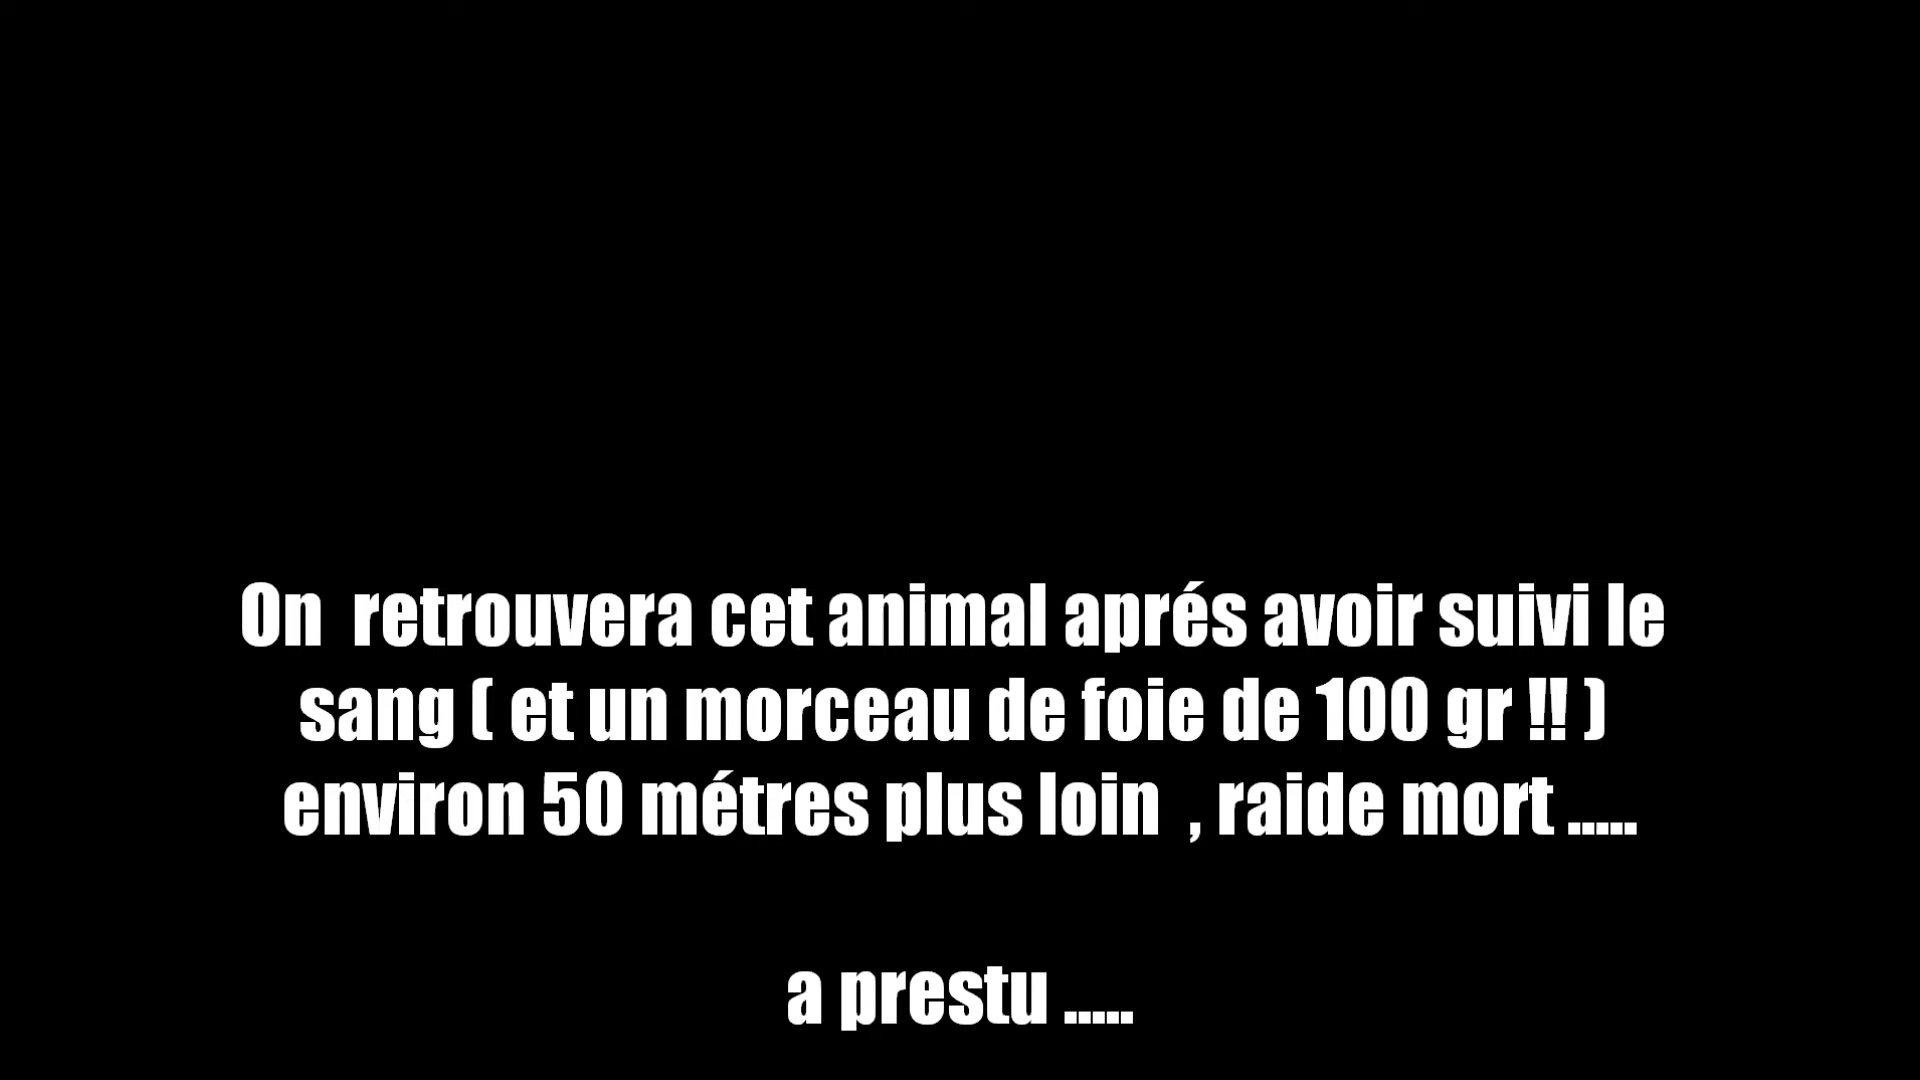 On  retrouvera cet animal aprés avoir suivi le
sang ( et un morceau de foie de 100 gr !! )
environ 50 métres plus loin  , raide mort .....
a prestu .....